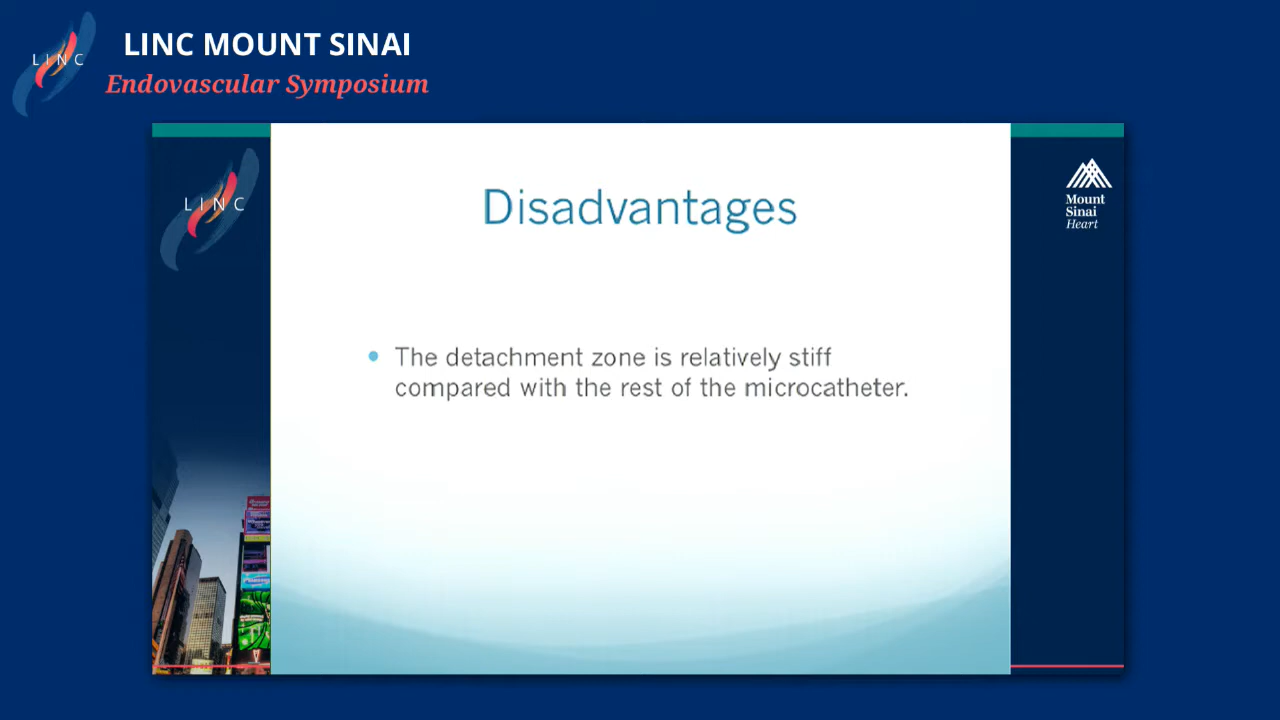 LINC
LINC MOUNT SINAI
Endovascular Symposium
LINC
Mount
Sinai
Heart
Disadvantages
• The detachment zone is relatively stiff
compared with the rest of the microcatheter.